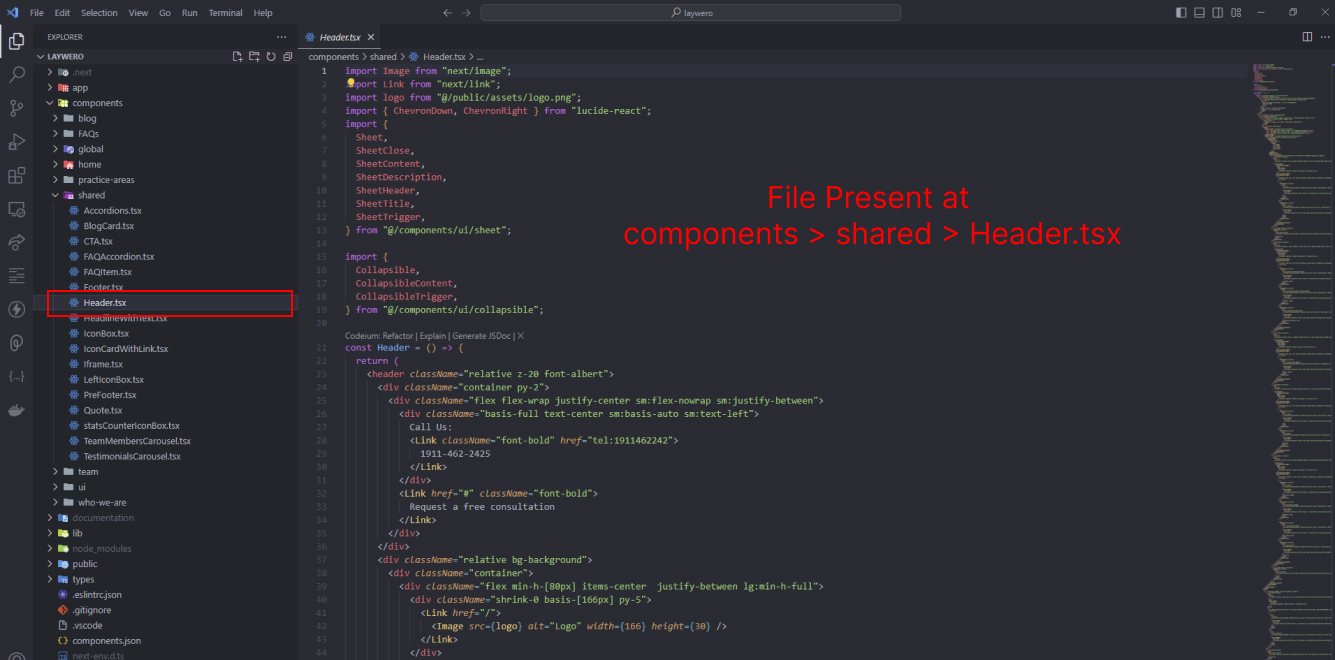 File Edit Selection View Go Run Terminal Help
laywero
EXPLORER
LAYWERO
.next
app
components
blog
FAQs
global
home
practice-areas
shared
Accordions.tsx
BlogCard.tsx
CTA.tsx
FAQAccordion.tsx
FAQItem.tsx
Footer.tsx
Header.tsx
HeadlineWithText.tsx
IconBox.tsx
IconCardWithLink.tsx
Iframe.tsx
LeftIconBox.tsx
PreFooter.tsx
Quote.tsx
statsCountericonBox.tsx
TeamMembersCarousel.tsx
TestimonialsCarousel.tsx
team
ui
who-we-are
documentation
lib
node_modules
public
types
.eslintrc.json
.gitignore
.vscode
components.json
next-env.d.ts
Header.tsx
components > shared > Header.tsx > ...
1 import Image from "next/image";
2 import Link from "next/link";
3 import logo from "@/public/assets/logo.png";
4 import { ChevronDown, ChevronRight } from "lucide-react";
5 import {
6 Sheet,
7 SheetClose,
8 SheetContent,
9 SheetDescription,
10 SheetHeader,
11 SheetTitle,
12 SheetTrigger,
13 } from "@/components/ui/sheet";
14
15 import {
16 Collapsible,
17 CollapsibleContent,
18 CollapsibleTrigger,
19 } from "@/components/ui/collapsible";
20
Codeium: Refactor | Explain | Generate JSDoc | X
21 const Header = () => {
22 return (
23 <header className="relative z-20 font-albert">
24 <div className="container py-2">
25 <div className="flex flex-wrap justify-center sm:flex-nowrap sm:justify-between">
26 <div className="basis-full text-center sm:basis-auto sm:text-left">
27 Call Us:
28 <Link className="font-bold" href="tel:1911462242">
29 1911-462-2425
30 </Link>
31 </div>
32 <Link href="#" className="font-bold">
33 Request a free consultation
34 </Link>
35 </div>
36 </div>
37 <div className="relative bg-background">
38 <div className="container">
39 <div className="flex min-h-[80px] items-center  justify-between lg:min-h-full">
40 <div className="shrink-0 basis-[166px] py-5">
41 <Link href="/">
42 <Image src={logo} alt="Logo" width={166} height={30} />
43 </Link>
44 </div>
File Present at
components > shared > Header.tsx